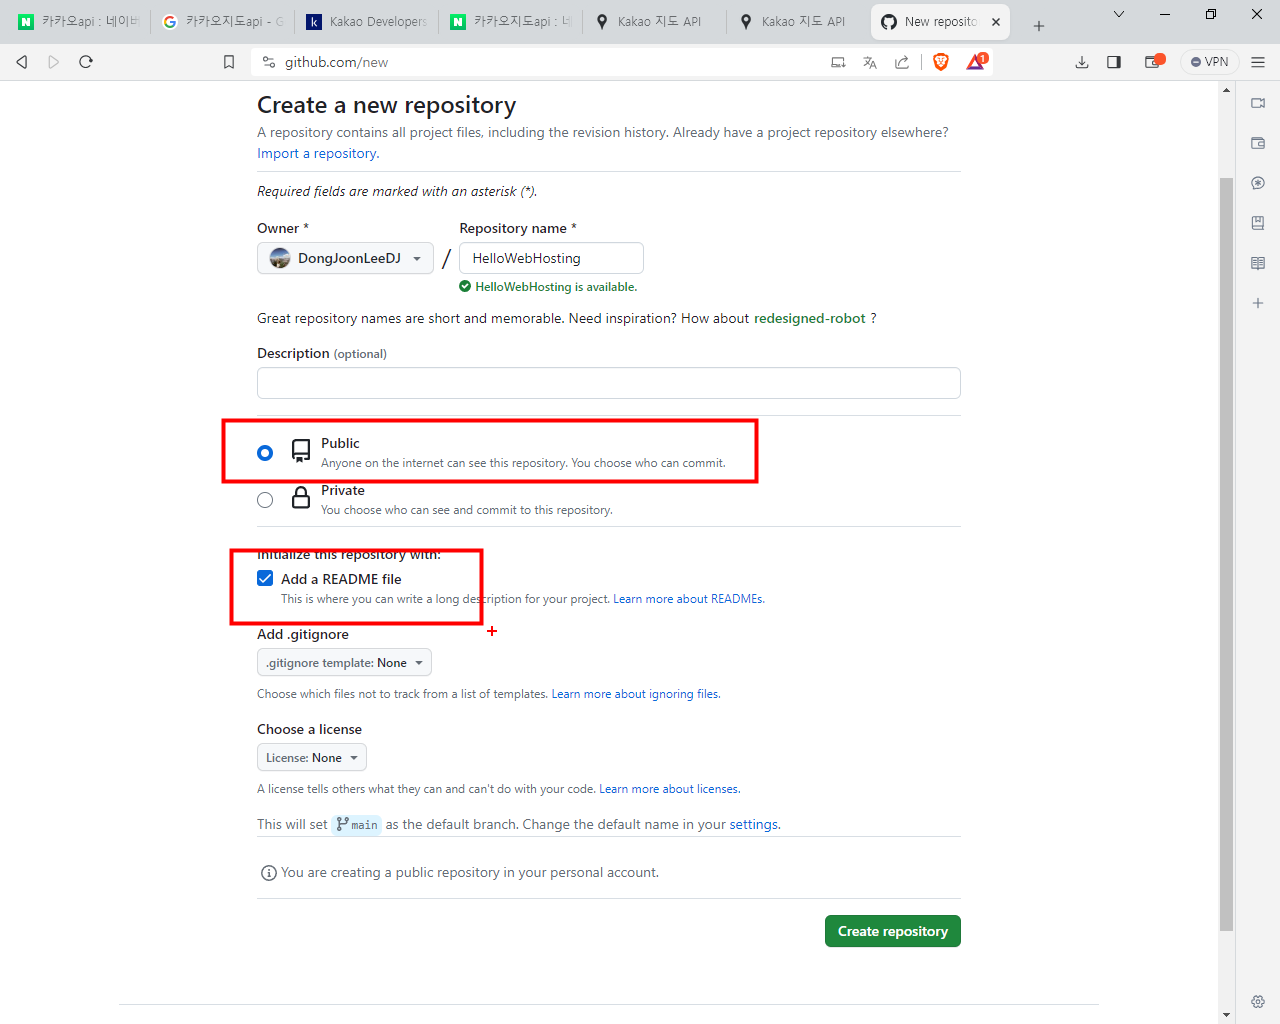 카카오api : 네이버
카카오지도api - G
Kakao Developers
카카오지도api : 네
Kakao 지도 API
Kakao 지도 API
New reposito
github.com/new
1
VPN
Create a new repository
A repository contains all project files, including the revision history. Already have a project repository elsewhere?
Import a repository.
Required fields are marked with an asterisk (*).
Owner * Repository name *
DongJoonLeeDJ / HelloWebHosting
HelloWebHosting is available.
Great repository names are short and memorable. Need inspiration? How about redesigned-robot ?
Description (optional)
Public
Anyone on the internet can see this repository. You choose who can commit.
Private
You choose who can see and commit to this repository.
Initialize this repository with:
Add a README file
This is where you can write a long description for your project. Learn more about READMEs.
Add .gitignore
.gitignore template: None
Choose which files not to track from a list of templates. Learn more about ignoring files.
Choose a license
License: None
A license tells others what they can and can't do with your code. Learn more about licenses.
This will set main as the default branch. Change the default name in your settings.
You are creating a public repository in your personal account.
Create repository